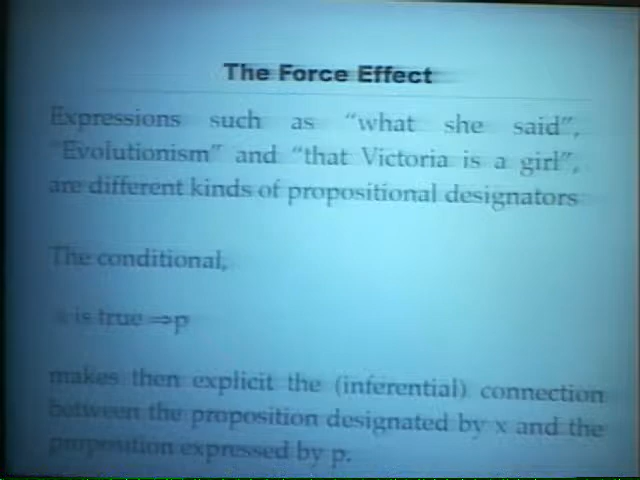 The Force Effect
Expressions such as “what she said”,
“Evolutionism” and “that Victoria is a girl”,
are different kinds of propositional designators
The conditional,
x is true ⇒p
makes then explicit the (inferential) connection
between the proposition designated by x and the
proposition expressed by p.